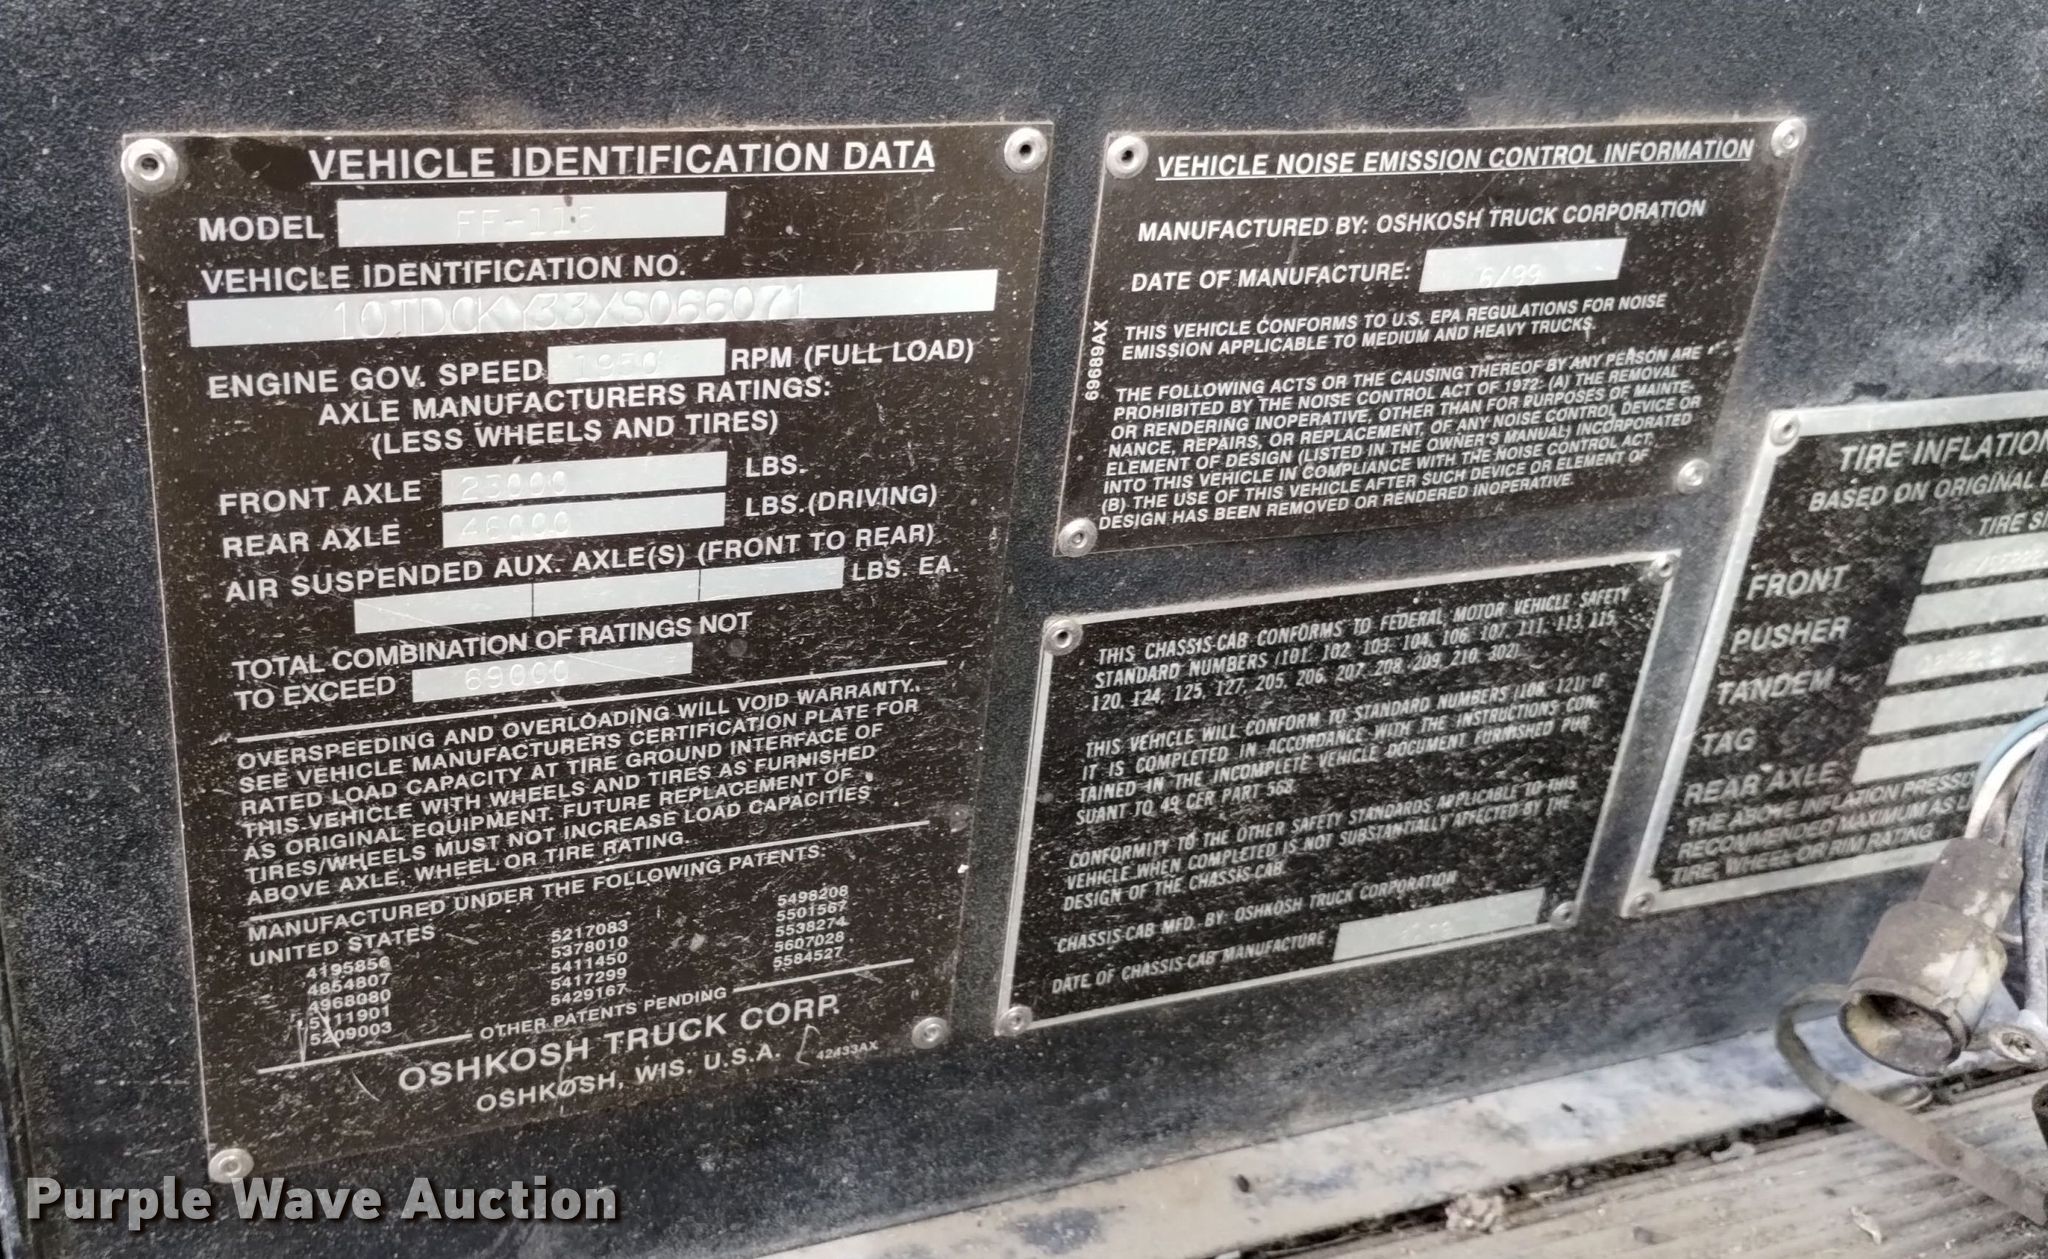 VEHICLE IDENTIFICATION DATA
MODEL FF-115
VEHICLE IDENTIFICATION NO.
10TDCKY33XS066071
ENGINE GOV. SPEED 1950 RPM (FULL LOAD)
AXLE MANUFACTURERS RATINGS:
(LESS WHEELS AND TIRES)
FRONT AXLE 23000 LBS.
REAR AXLE 46000 LBS.(DRIVING)
AIR SUSPENDED AUX. AXLE(S) (FRONT TO REAR)
LBS. EA.
TOTAL COMBINATION OF RATINGS NOT
TO EXCEED 69000
OVERSPEEDING AND OVERLOADING WILL VOID WARRANTY.
SEE VEHICLE MANUFACTURERS CERTIFICATION PLATE FOR
RATED LOAD CAPACITY AT TIRE GROUND INTERFACE OF
THIS VEHICLE WITH WHEELS AND TIRES AS FURNISHED
AS ORIGINAL EQUIPMENT. FUTURE REPLACEMENT OF
TIRES/WHEELS MUST NOT INCREASE LOAD CAPACITIES
ABOVE AXLE, WHEEL OR TIRE RATING.
MANUFACTURED UNDER THE FOLLOWING PATENTS:
UNITED STATES
4195856
4854807
4968080
5111901
5209003
5217083
5378010
5411450
5417299
5429167
5498208
5501567
5538274
5607028
5584527
OTHER PATENTS PENDING
OSHKOSH TRUCK CORP.
OSHKOSH, WIS. U.S.A.
42433AX
VEHICLE NOISE EMISSION CONTROL INFORMATION
MANUFACTURED BY: OSHKOSH TRUCK CORPORATION
DATE OF MANUFACTURE: 6/99
THIS VEHICLE CONFORMS TO U.S. EPA REGULATIONS FOR NOISE
EMISSION APPLICABLE TO MEDIUM AND HEAVY TRUCKS.
THE FOLLOWING ACTS OR THE CAUSING THEREOF BY ANY PERSON ARE
PROHIBITED BY THE NOISE CONTROL ACT OF 1972: (A) THE REMOVAL
OR RENDERING INOPERATIVE, OTHER THAN FOR PURPOSES OF MAINTE-
NANCE, REPAIRS, OR REPLACEMENT, OF ANY NOISE CONTROL DEVICE OR
ELEMENT OF DESIGN (LISTED IN THE OWNER'S MANUAL) INCORPORATED
INTO THIS VEHICLE IN COMPLIANCE WITH THE NOISE CONTROL ACT;
(B) THE USE OF THIS VEHICLE AFTER SUCH DEVICE OR ELEMENT OF
DESIGN HAS BEEN REMOVED OR RENDERED INOPERATIVE.
69689AX
THIS CHASSIS-CAB CONFORMS TO FEDERAL MOTOR VEHICLE SAFETY
STANDARD NUMBERS (101, 102, 103, 104, 106, 107, 111, 113, 115,
120, 124, 125, 127, 205, 206, 207, 208, 209, 210, 302).
THIS VEHICLE WILL CONFORM TO STANDARD NUMBERS (108, 121) IF
IT IS COMPLETED IN ACCORDANCE WITH THE INSTRUCTIONS CON-
TAINED IN THE INCOMPLETE VEHICLE DOCUMENT FURNISHED PUR-
SUANT TO 49 CFR PART 568.
CONFORMITY TO THE OTHER SAFETY STANDARDS APPLICABLE TO THIS
VEHICLE WHEN COMPLETED IS NOT SUBSTANTIALLY AFFECTED BY THE
DESIGN OF THE CHASSIS-CAB.
CHASSIS-CAB MFD. BY: OSHKOSH TRUCK CORPORATION
DATE OF CHASSIS-CAB MANUFACTURE
TIRE INFLATION
BASED ON ORIGINAL
TIRE
FRONT
PUSHER
TANDEM
TAG
REAR AXLE
THE ABOVE INFLATION
RECOMMENDED MAXIMUM AS
TIRE, WHEEL OR RIM RATING.
Purple Wave Auction